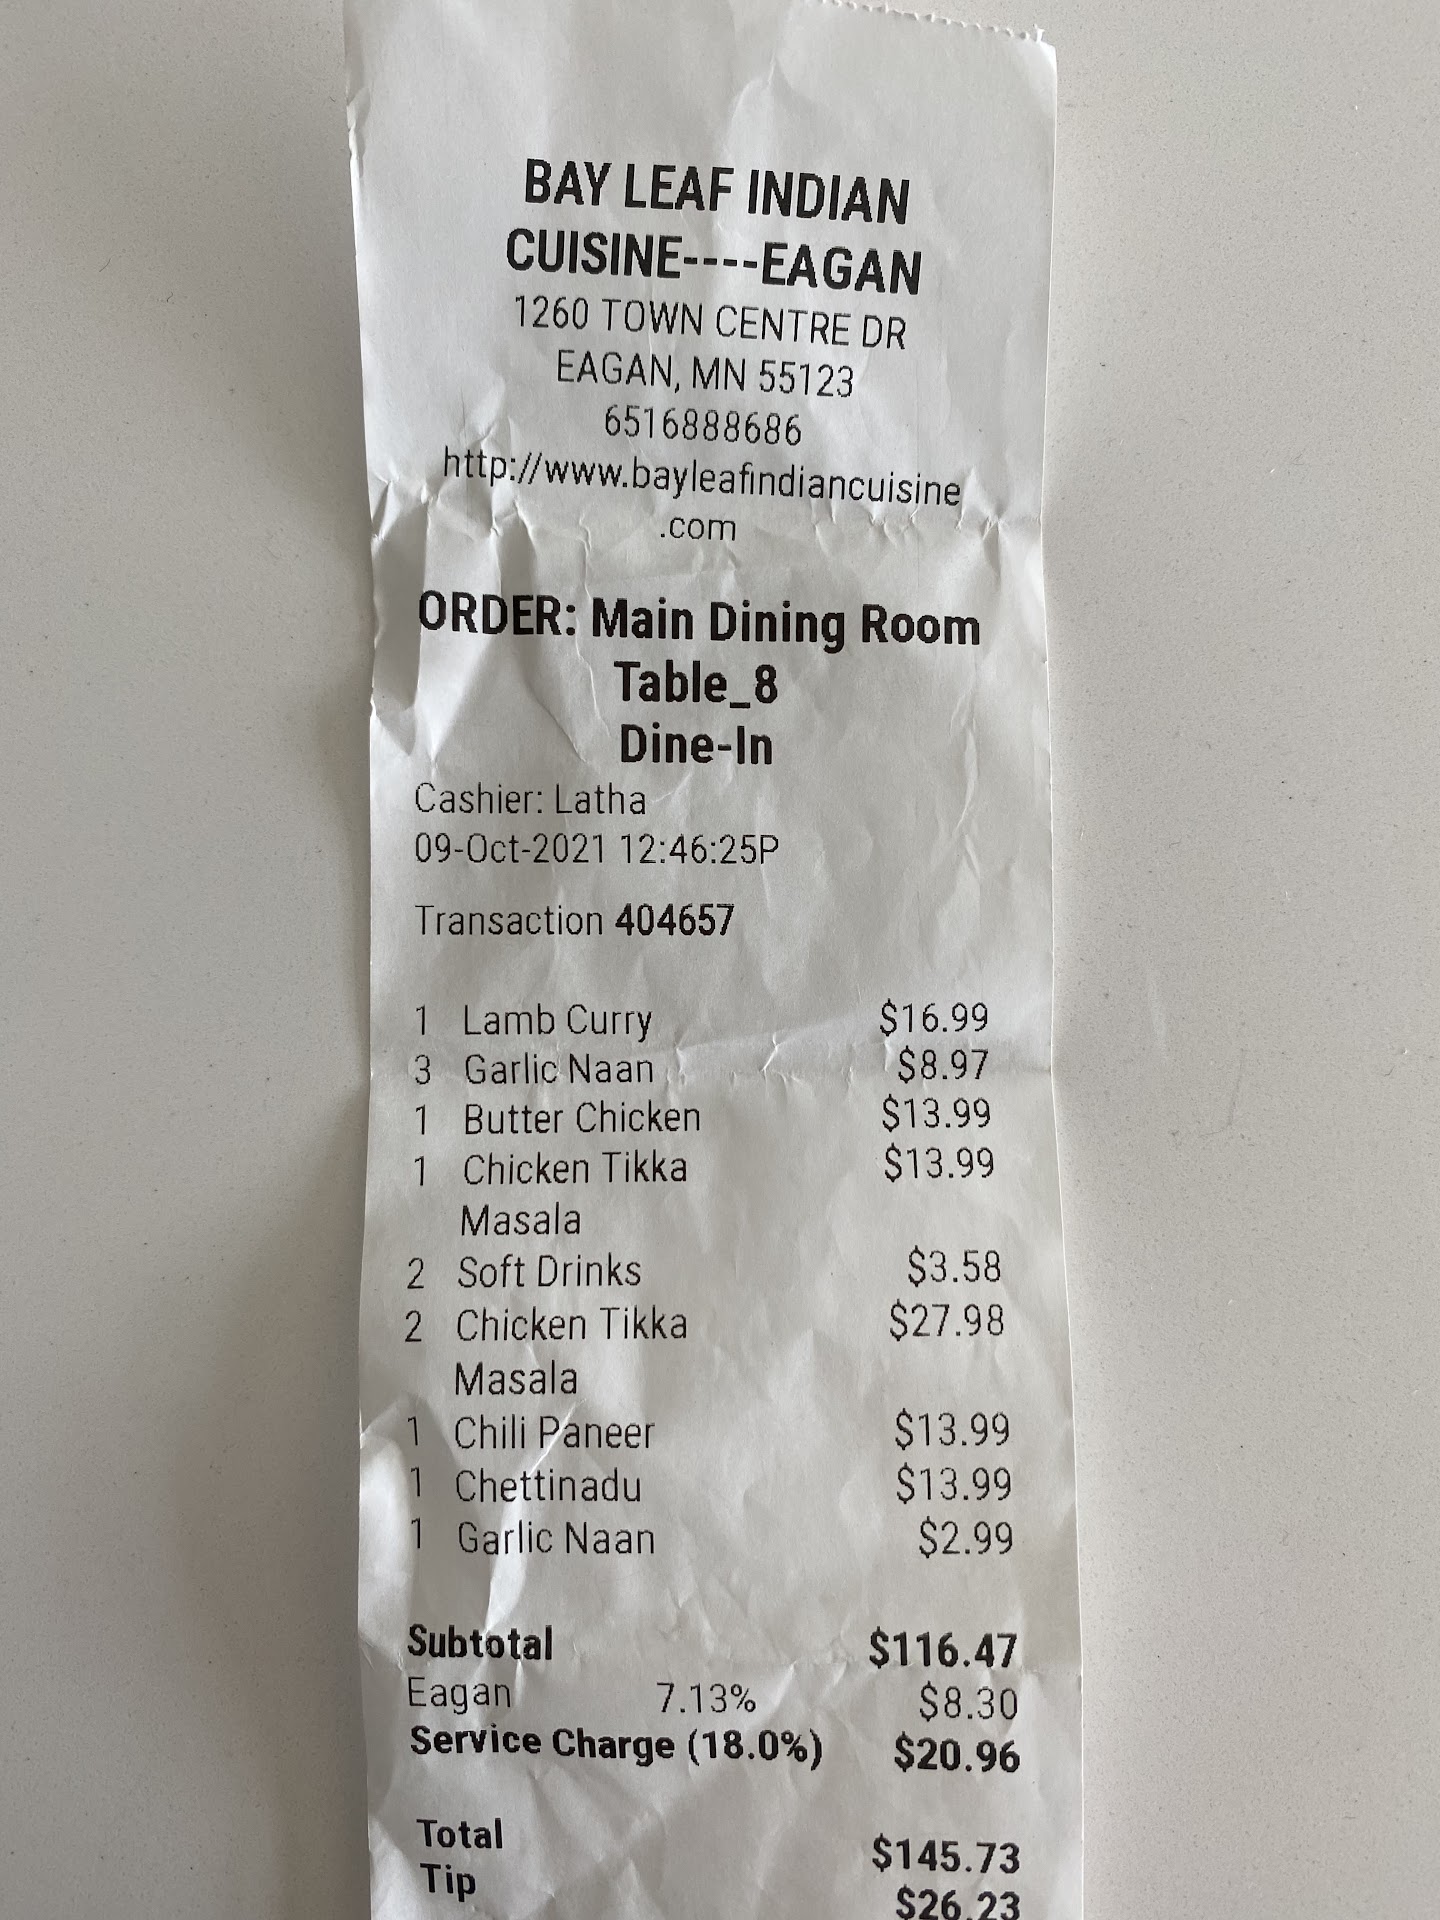 BAY LEAF INDIAN
CUISINE----EAGAN
1260 TOWN CENTRE DR
EAGAN, MN 55123
6516888686
http://www.bayleafindiancuisine
.com
ORDER: Main Dining Room
Table_8
Dine-In
Cashier: Latha
09-Oct-2021 12:46:25P
Transaction 404657
1 Lamb Curry $16.99
3 Garlic Naan $8.97
1 Butter Chicken $13.99
1 Chicken Tikka $13.99
Masala
2 Soft Drinks $3.58
2 Chicken Tikka $27.98
Masala
1 Chili Paneer $13.99
1 Chettinadu $13.99
1 Garlic Naan $2.99
Subtotal $116.47
Eagan 7.13% $8.30
Service Charge (18.0%) $20.96
Total $145.73
Tip $26.23